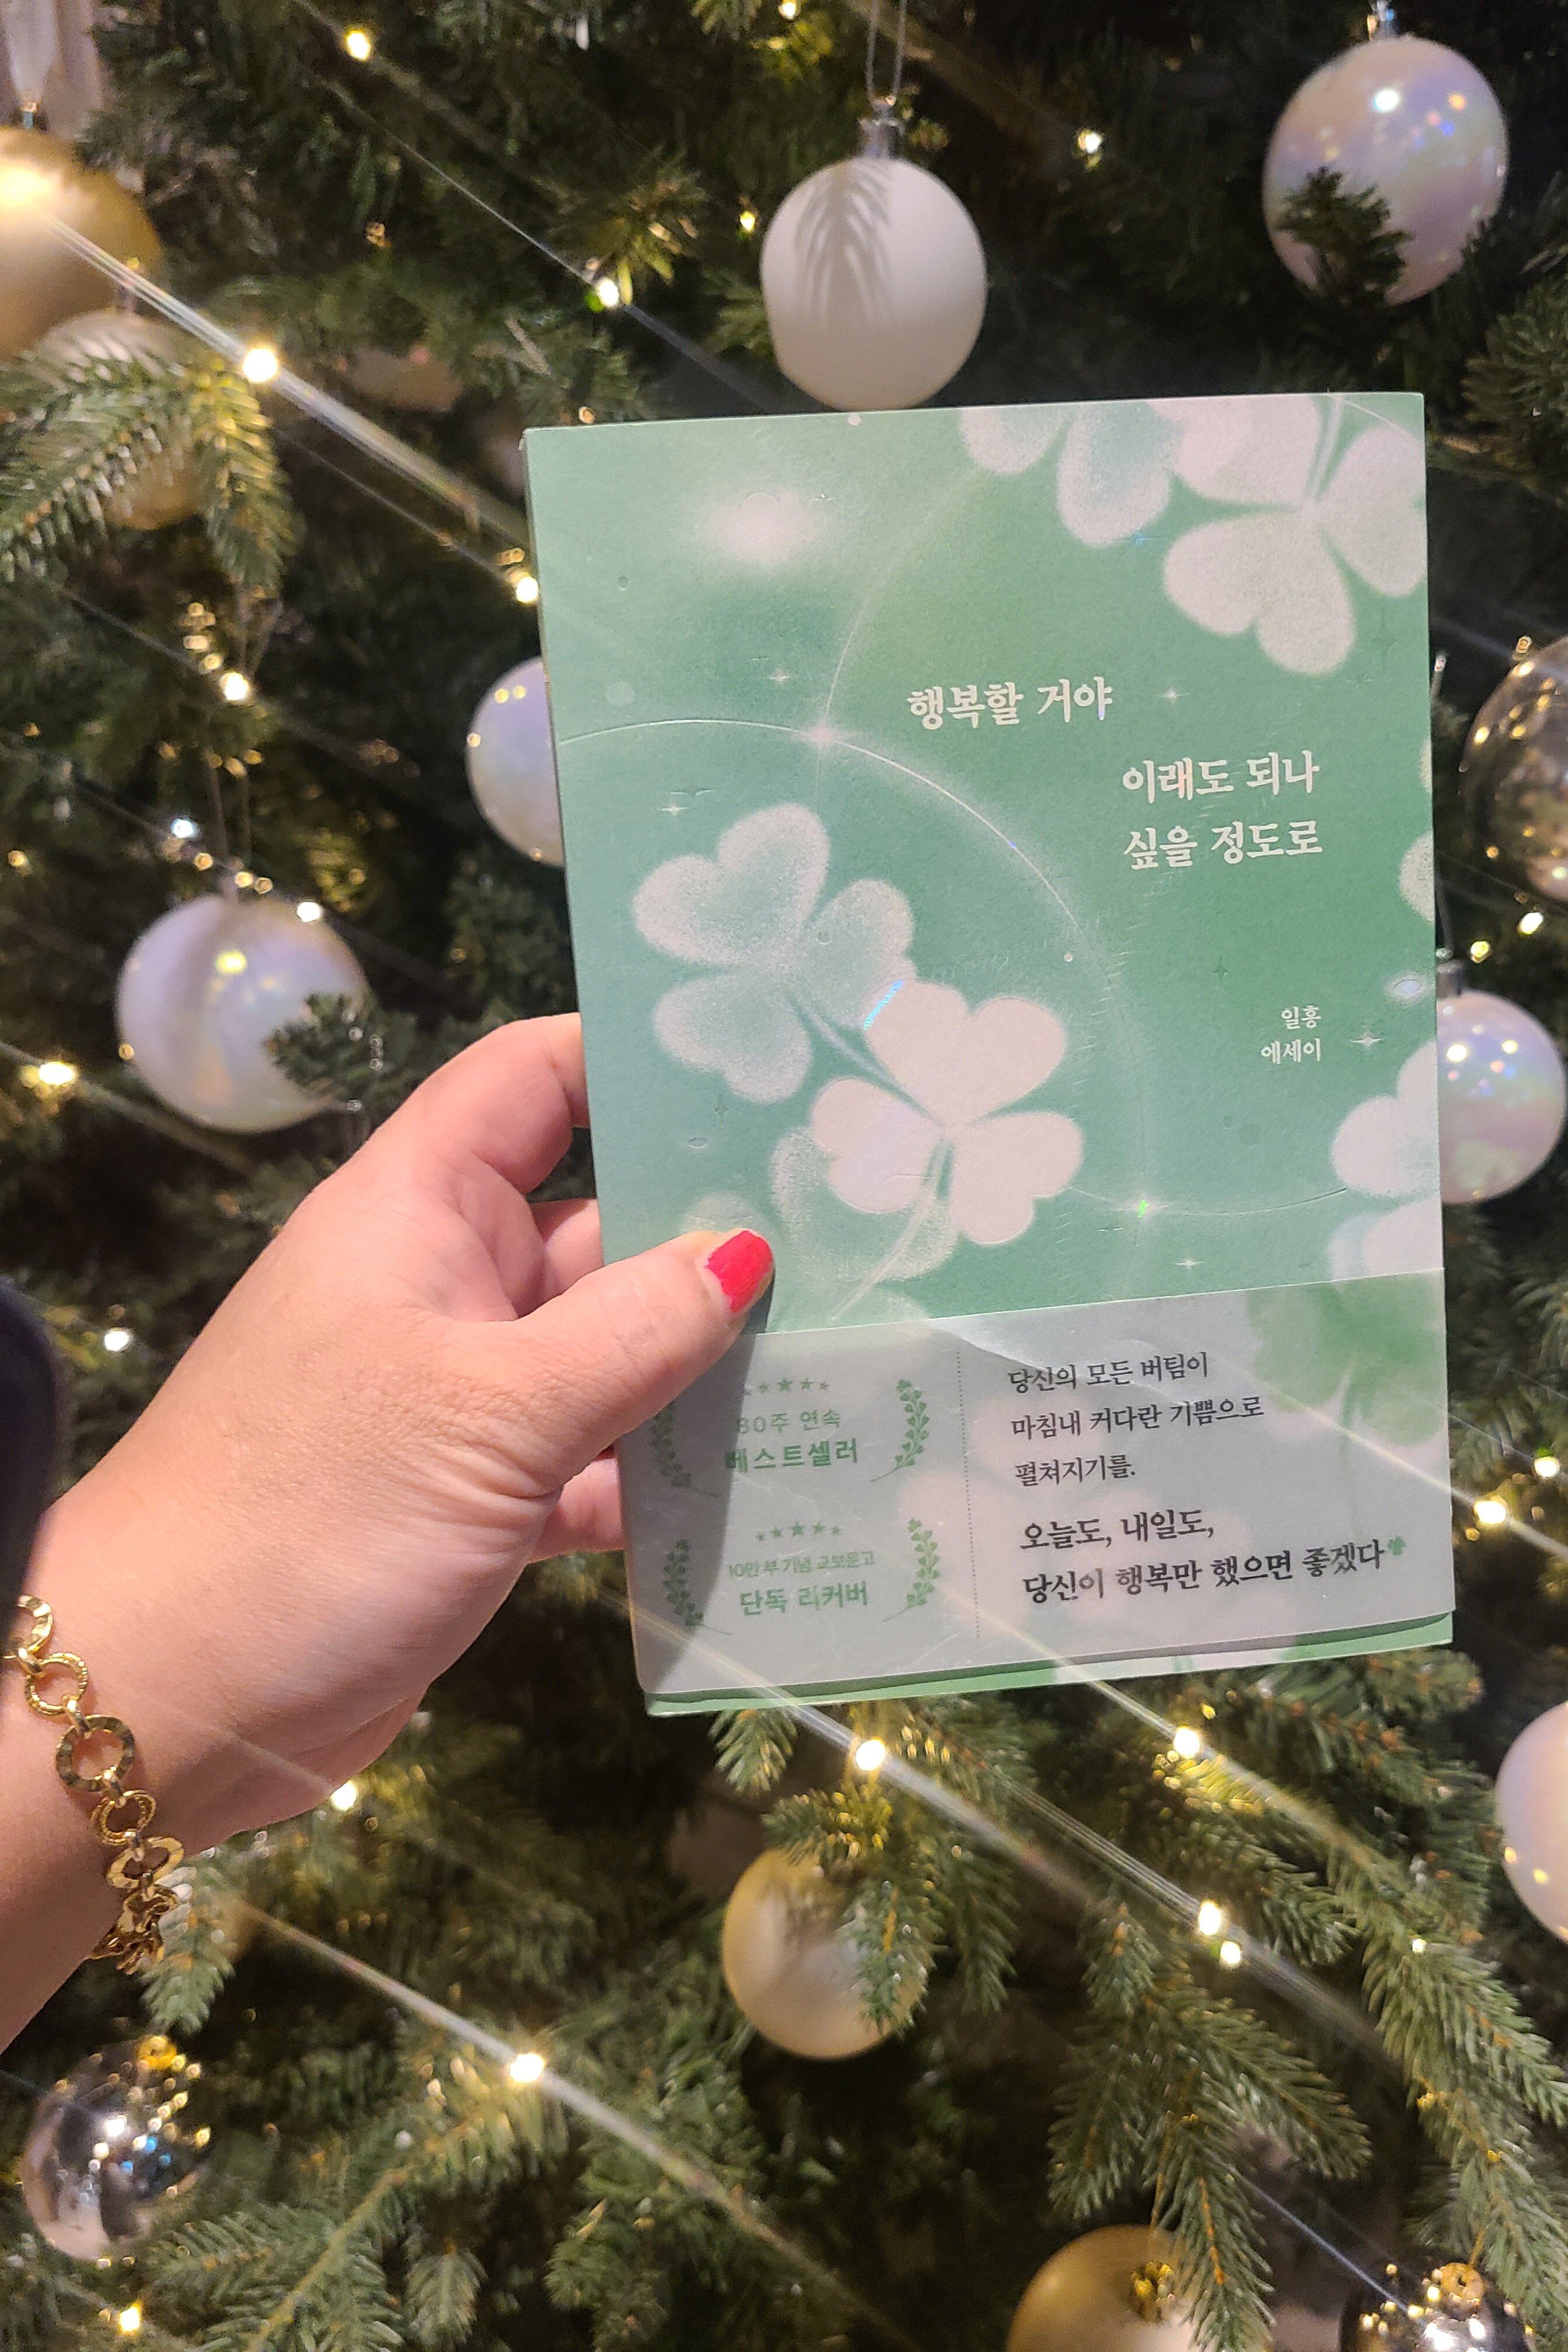 행복할 거야
이래도 되나
싶을 정도로
일홍
에세이
80주 연속
베스트셀러
10만 부 기념 교보문고
단독 리커버
당신의 모든 버팀이
마침내 커다란 기쁨으로
펼쳐지기를.
오늘도, 내일도,
당신이 행복만 했으면 좋겠다